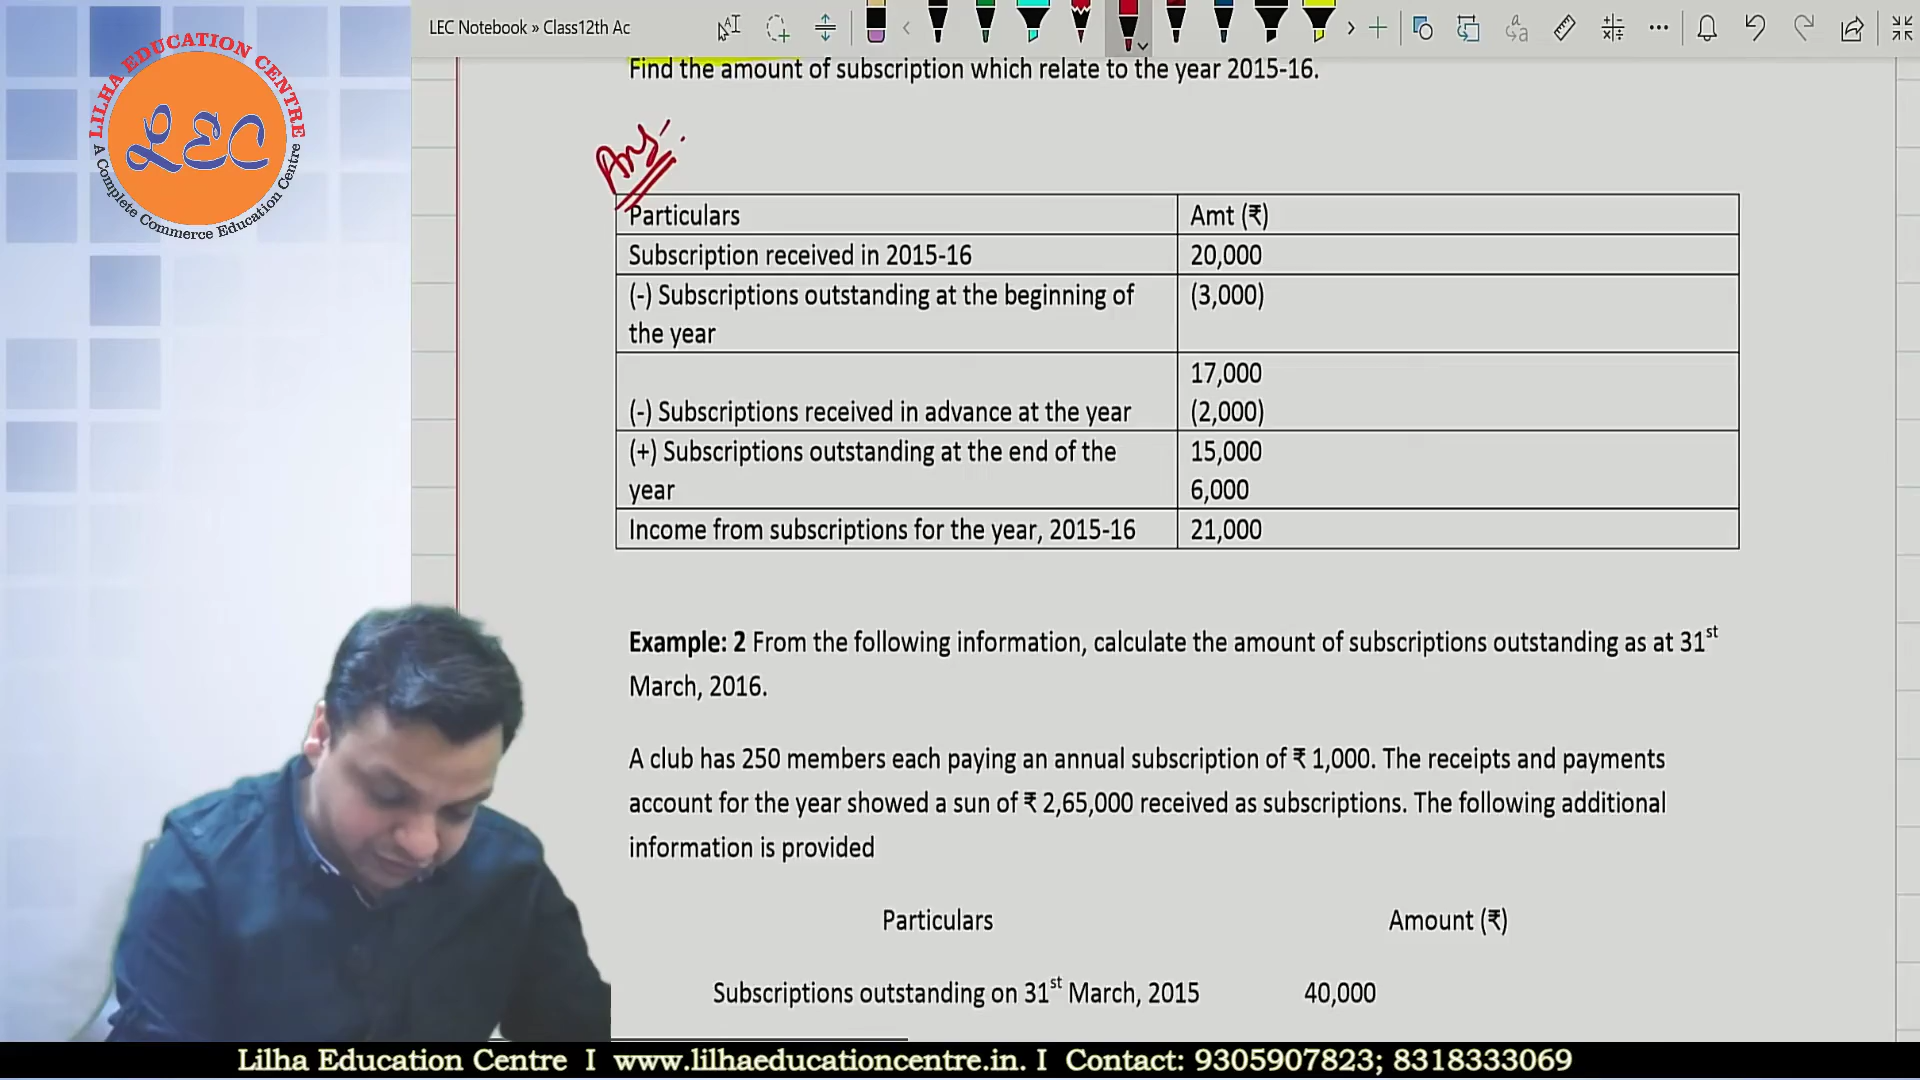 LEC Notebook » Class12th Ac
LILHA EDUCATION CENTRE
LEC
A Complete Commerce Education Centre
Find the amount of subscription which relate to the year 2015-16.
Ans:
Particulars Amt (₹)
Subscription received in 2015-16 20,000
(-) Subscriptions outstanding at the beginning of (3,000)
the year
17,000
(-) Subscriptions received in advance at the year (2,000)
(+) Subscriptions outstanding at the end of the 15,000
year 6,000
Income from subscriptions for the year, 2015-16 21,000
Example: 2 From the following information, calculate the amount of subscriptions outstanding as at 31st
March, 2016.
A club has 250 members each paying an annual subscription of ₹ 1,000. The receipts and payments
account for the year showed a sun of ₹ 2,65,000 received as subscriptions. The following additional
information is provided
Particulars Amount (₹)
Subscriptions outstanding on 31st March, 2015 40,000
Lilha Education Centre I www.lilhaeducationcentre.in. I Contact: 9305907823; 8318333069